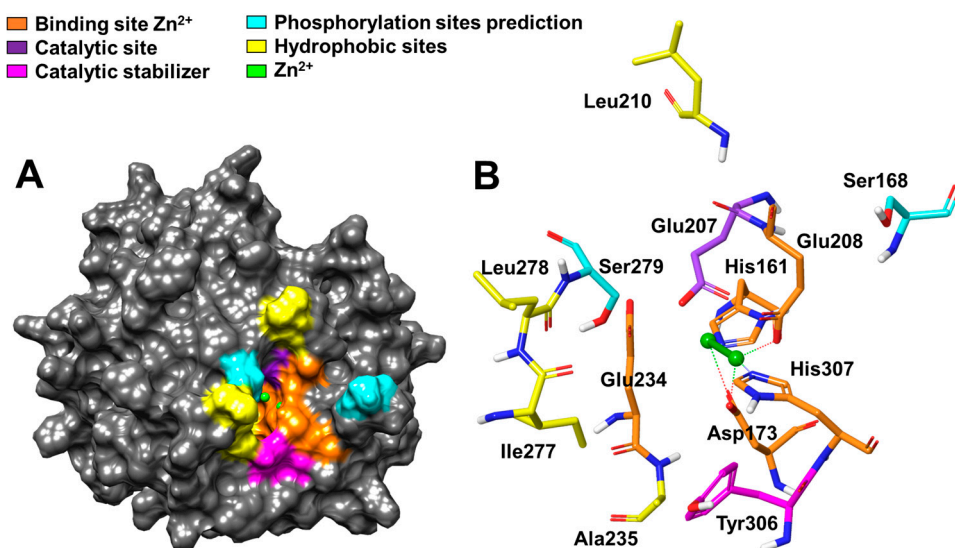 Binding site Zn²⁺
Catalytic site
Catalytic stabilizer
Phosphorylation sites prediction
Hydrophobic sites
Zn²⁺
A
B
Leu210
Ser168
Glu207
Glu208
Leu278
Ser279
His161
Glu234
His307
Ile277
Asp173
Ala235
Tyr306